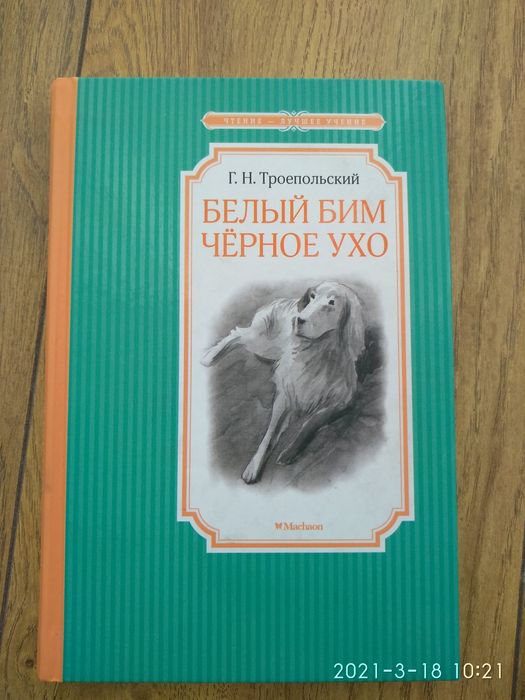 ЧТЕНИЕ — ЛУЧШЕЕ УЧЕНИЕ
Г. Н. Троепольский
БЕЛЫЙ БИМ
ЧЁРНОЕ УХО
Machaon
2021-3-18 10:21